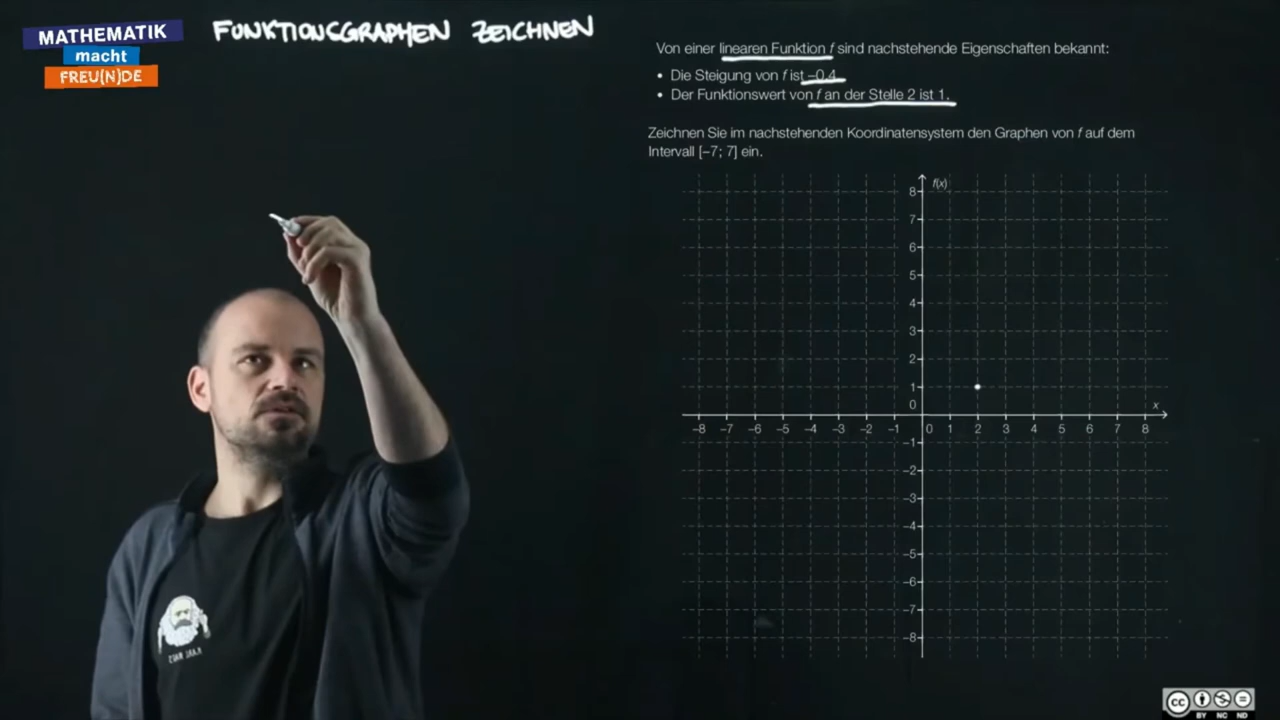 MATHEMATIK
macht
FREU(N)DE
FUNKTIONSGRAPHEN ZEICHNEN
Von einer linearen Funktion f sind nachstehende Eigenschaften bekannt:
• Die Steigung von f ist –0,4.
• Der Funktionswert von f an der Stelle 2 ist 1.
Zeichnen Sie im nachstehenden Koordinatensystem den Graphen von f auf dem
Intervall [–7; 7] ein.
f(x)
8
7
6
5
4
3
2
1
0
x
–8 –7 –6 –5 –4 –3 –2 –1 0 1 2 3 4 5 6 7 8
–1
–2
–3
–4
–5
–6
–7
–8
cc BY NC ND